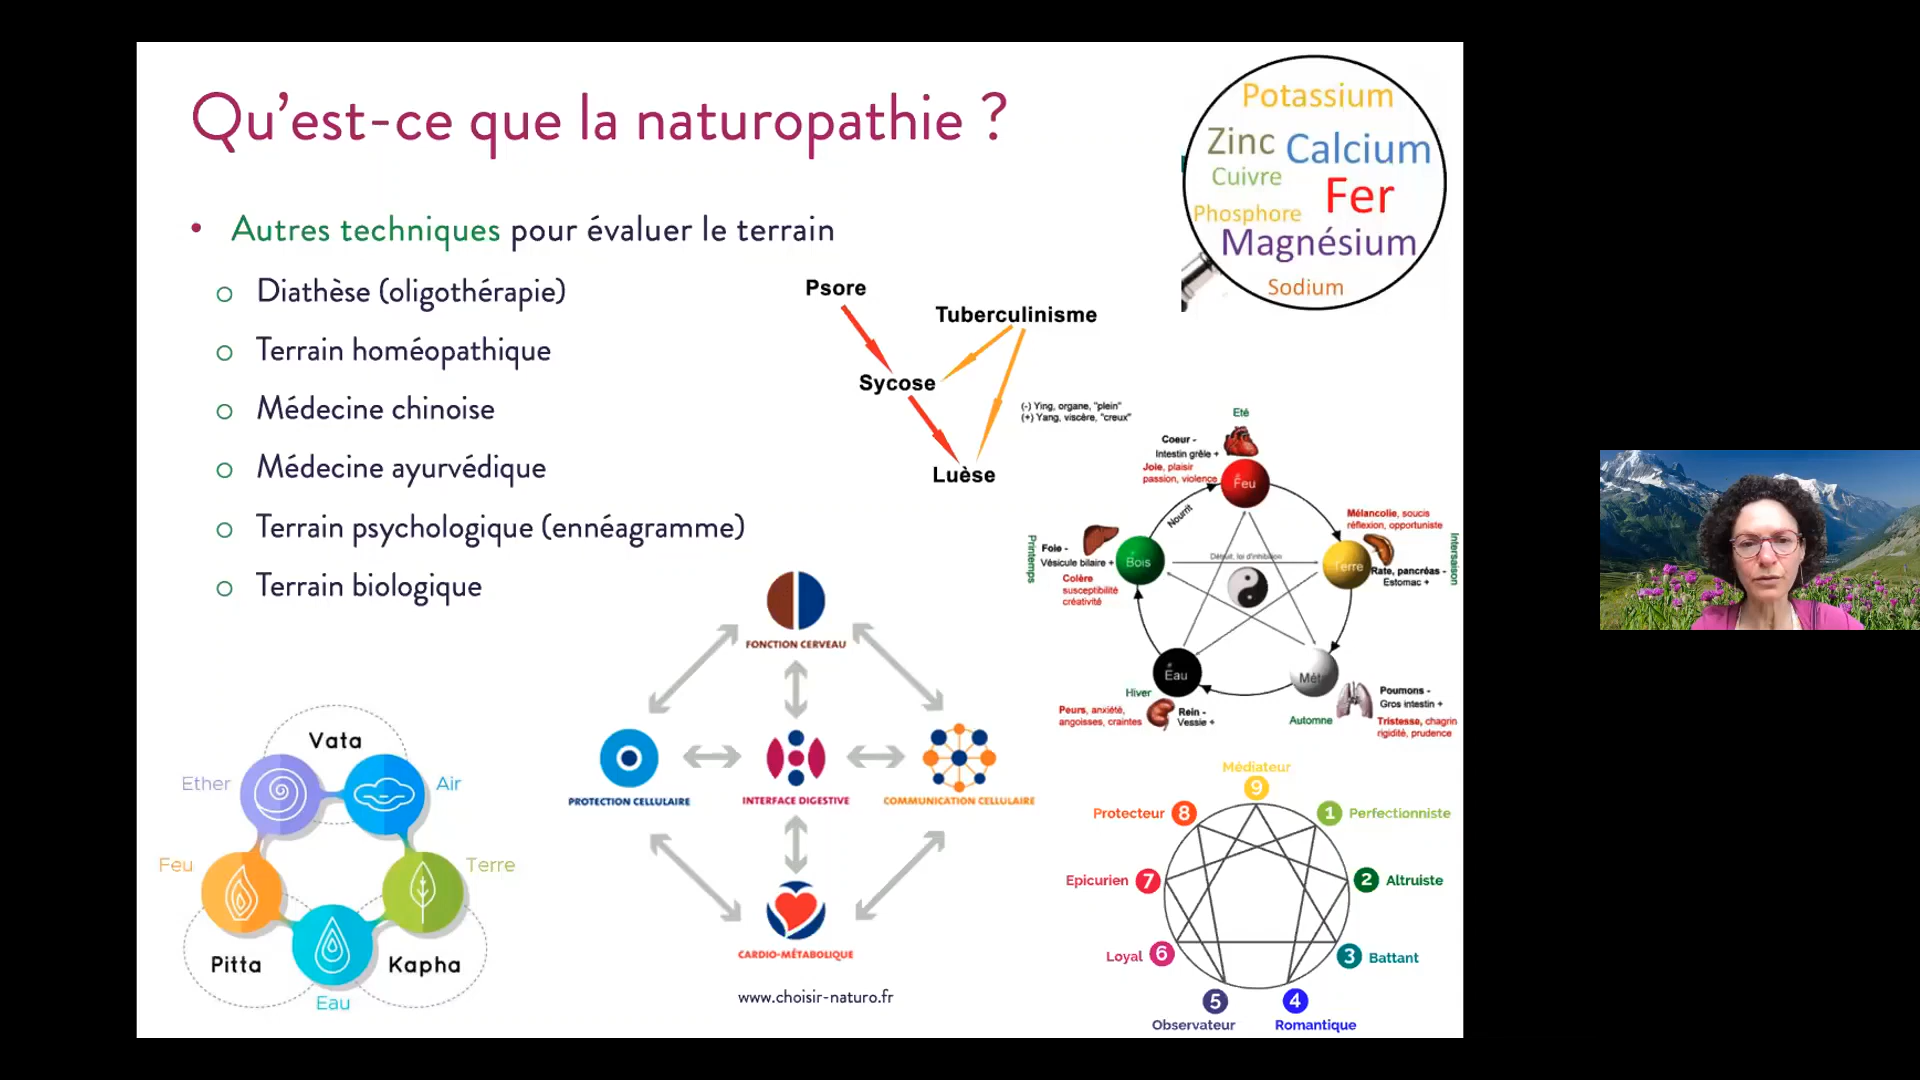 Qu'est-ce que la naturopathie ?
• Autres techniques pour évaluer le terrain
o Diathèse (oligothérapie)
o Terrain homéopathique
o Médecine chinoise
o Médecine ayurvédique
o Terrain psychologique (ennéagramme)
o Terrain biologique
Potassium
Zinc Calcium
Cuivre
Fer
Phosphore
Magnésium
Sodium
Psore
Tuberculinisme
Sycose
Luèse
(-) Ying, organe, "plein"
(+) Yang, viscère, "creux"
Eté
Coeur -
Intestin grêle +
Joie, plaisir
passion, violence
Feu
Nourrit
Mélancolie, soucis
réflexion, opportuniste
Intersaison
Terre
Rate, pancréas -
Estomac +
Printemps
Foie -
Vésicule bilaire +
Bois
Colère
susceptibilité
créativité
Détruit, loi d'inhibition
Eau
Hiver
Peurs, anxiété,
angoisses, craintes
Rein -
Vessie +
Mét
Automne
Poumons -
Gros intestin +
Tristesse, chagrin
rigidité, prudence
FONCTION CERVEAU
PROTECTION CELLULAIRE
INTERFACE DIGESTIVE
COMMUNICATION CELLULAIRE
CARDIO-MÉTABOLIQUE
Vata
Ether
Air
Feu
Terre
Pitta
Kapha
Eau
Médiateur
9
Protecteur 8
1 Perfectionniste
Epicurien 7
2 Altruiste
Loyal 6
3 Battant
5
Observateur
4
Romantique
www.choisir-naturo.fr